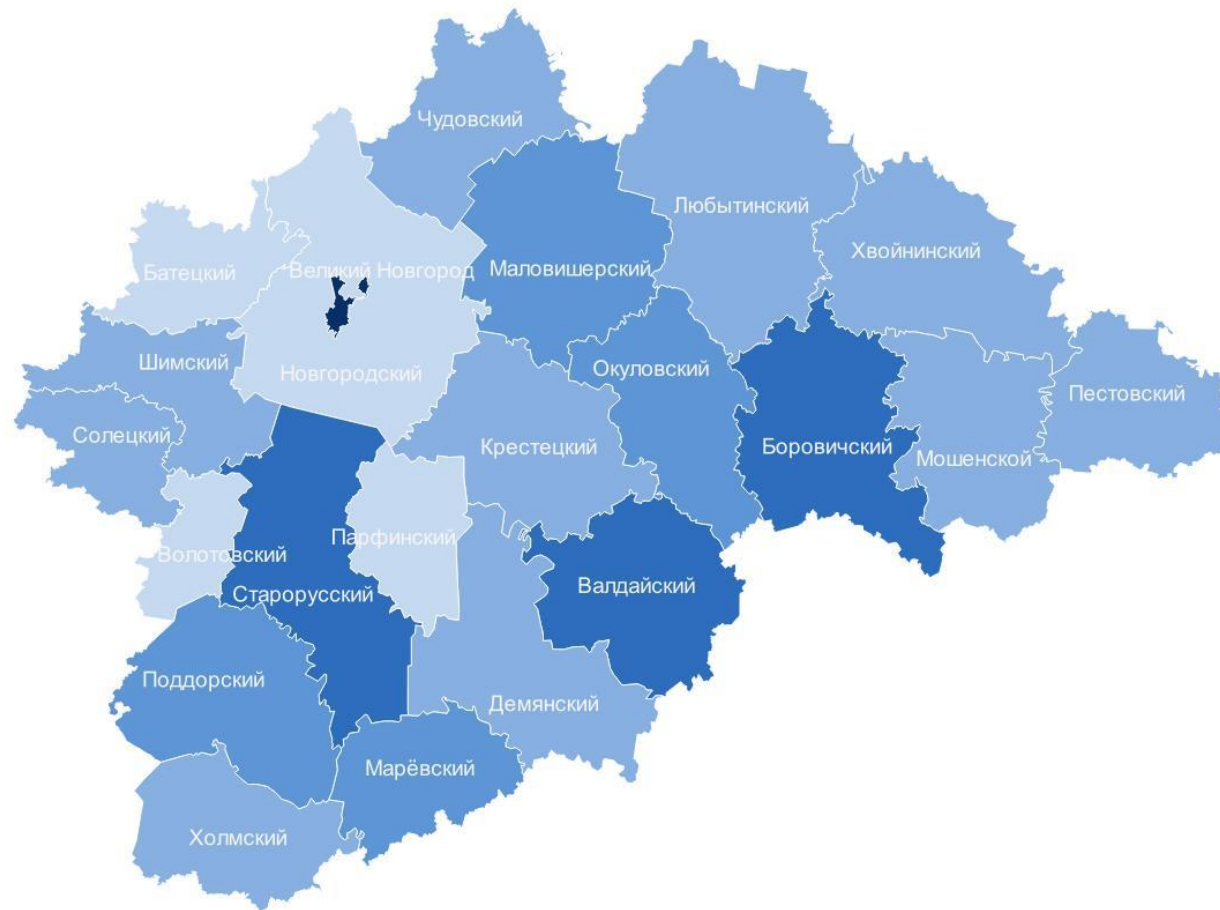 Чудовский
Любытинский
Хвойнинский
Батецкий
Великий Новгород
Маловишерский
Шимский
Новгородский
Окуловский
Пестовский
Солецкий
Крестецкий
Боровичский
Мошенской
Парфинский
Волотовский
Старорусский
Валдайский
Поддорский
Демянский
Марёвский
Холмский